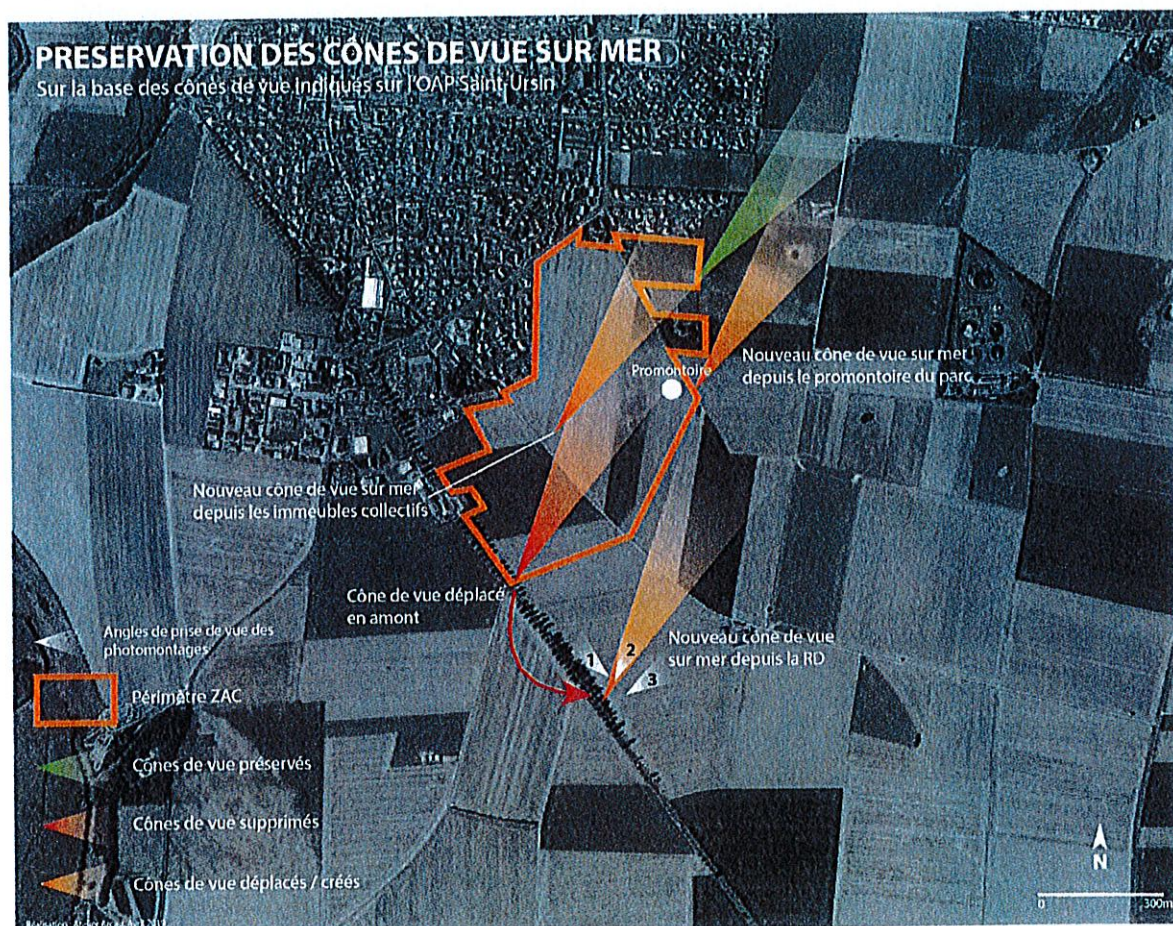 PRESERVATION DES CÔNES DE VUE SUR MER
Sur la base des cônes de vue indiqués sur l'OAP Saint-Ursin
Promontoire
Nouveau cône de vue sur mer
depuis le promontoire du parc
Nouveau cône de vue sur mer
depuis les immeubles collectifs
Cône de vue déplacé
en amont
Nouveau cône de vue
sur mer depuis la RD
1
2
3
Angles de prise de vue des
photomontages
Périmètre ZAC
Cônes de vue préservés
Cônes de vue supprimés
Cônes de vue déplacés / créés
N
0
300m